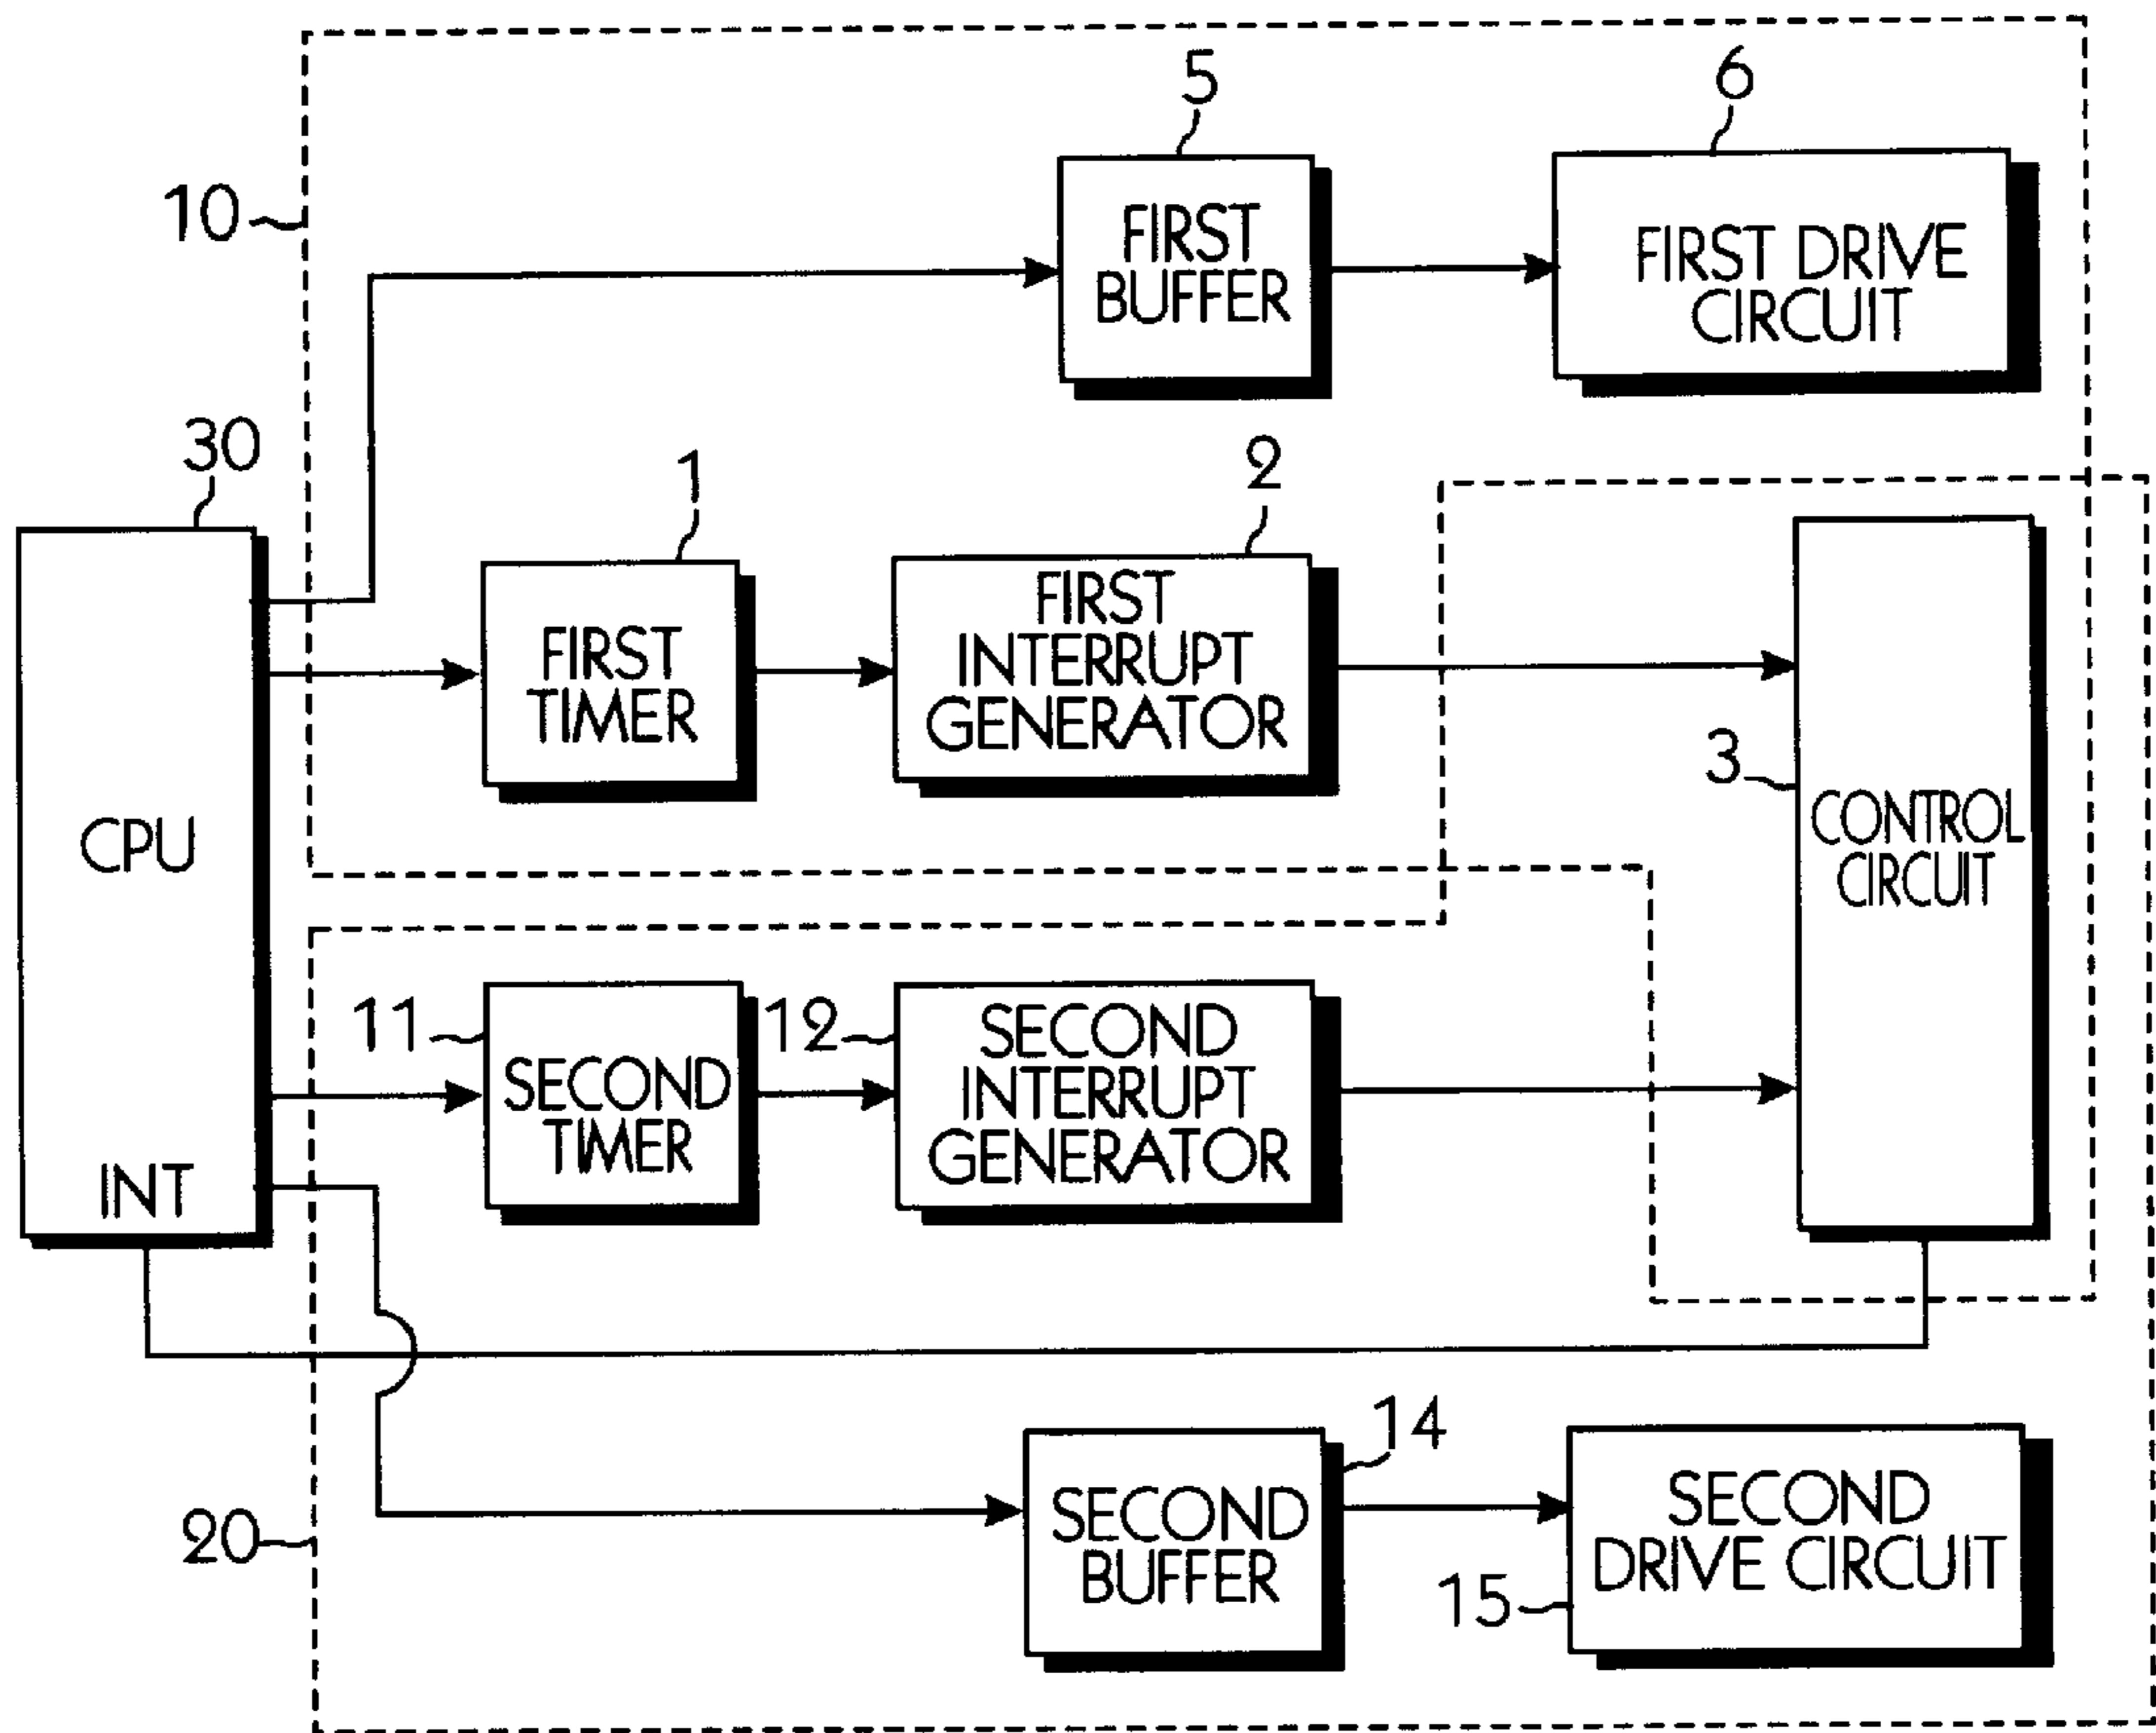 5
6
10
FIRST
BUFFER
FIRST DRIVE
CIRCUIT
30
1
2
FIRST
TIMER
FIRST
INTERRUPT
GENERATOR
3
CONTROL
CIRCUIT
CPU
INT
11
SECOND
TIMER
12
SECOND
INTERRUPT
GENERATOR
14
20
SECOND
BUFFER
15
SECOND
DRIVE CIRCUIT